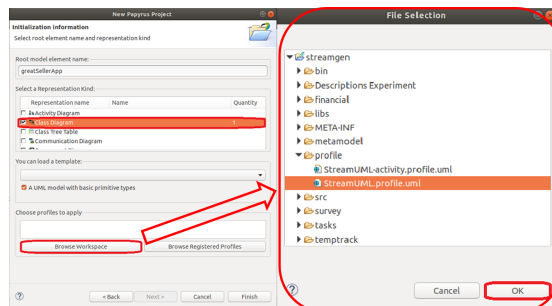 New Papyrus Project
Initialization information
Select root element name and representation kind
Root model element name:
greatSellerApp
Select a Representation Kind:
Representation name Name Quantity
Activity Diagram
Class Diagram 1
Class Tree Table
Communication Diagram
You can load a template:
A UML model with basic primitive types
Choose profiles to apply
Browse Workspace Browse Registered Profiles
< Back Next > Cancel Finish
File Selection
streamgen
bin
Descriptions Experiment
financial
libs
META-INF
metamodel
profile
StreamUML-activity.profile.uml
StreamUML.profile.uml
src
survey
tasks
temptrack
Cancel OK